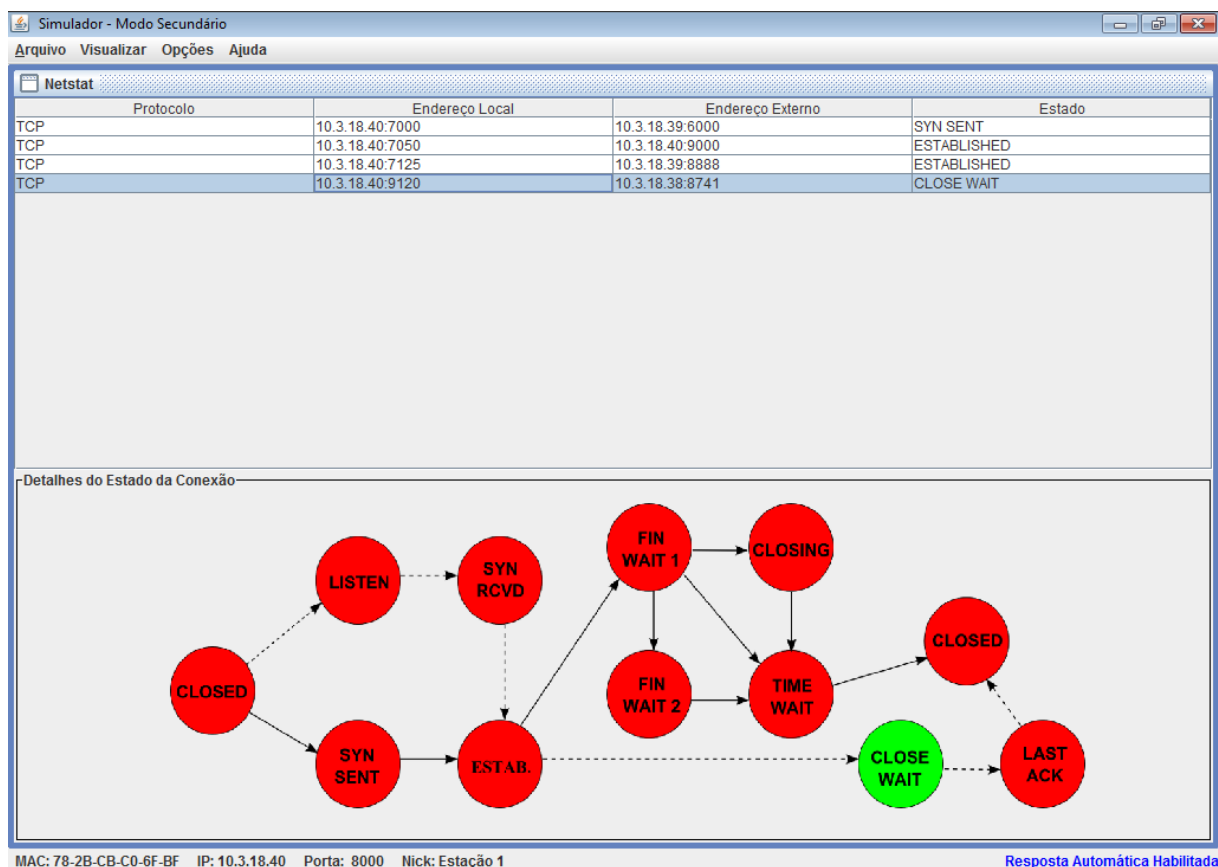 Simulador - Modo Secundário
Arquivo Visualizar Opções Ajuda
Netstat
Protocolo Endereço Local Endereço Externo Estado
TCP 10.3.18.40:7000 10.3.18.39:6000 SYN SENT
TCP 10.3.18.40:7050 10.3.18.40:9000 ESTABLISHED
TCP 10.3.18.40:7125 10.3.18.39:8888 ESTABLISHED
TCP 10.3.18.40:9120 10.3.18.38:8741 CLOSE WAIT
Detalhes do Estado da Conexão
FIN
WAIT 1
CLOSING
LISTEN
SYN
RCVD
CLOSED
CLOSED
FIN
WAIT 2
TIME
WAIT
SYN
SENT
ESTAB.
CLOSE
WAIT
LAST
ACK
MAC: 78-2B-CB-C0-6F-BF IP: 10.3.18.40 Porta: 8000 Nick: Estação 1
Resposta Automática Habilitada